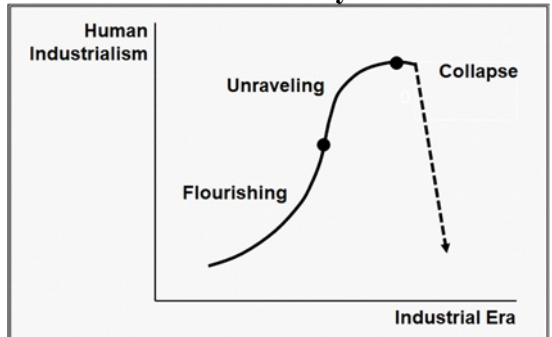 Human
Industrialism
Unraveling
Collapse
Flourishing
Industrial Era